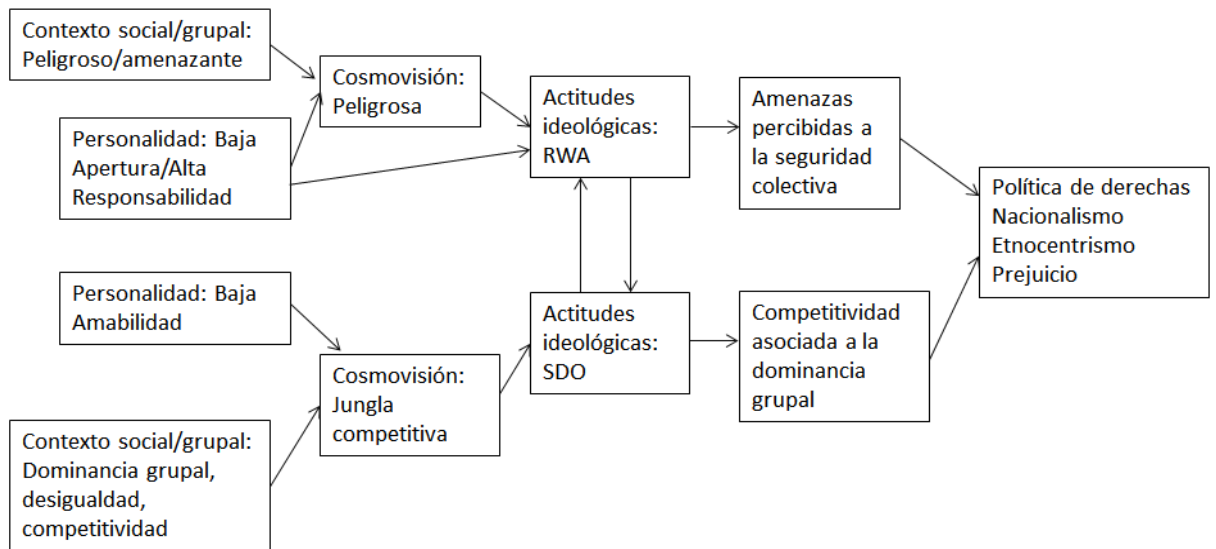 Contexto social/grupal:
Peligroso/amenazante
Cosmovisión:
Peligrosa
Personalidad: Baja
Apertura/Alta
Responsabilidad
Actitudes
ideológicas:
RWA
Amenazas
percibidas a
la seguridad
colectiva
Política de derechas
Nacionalismo
Etnocentrismo
Prejuicio
Personalidad: Baja
Amabilidad
Cosmovisión:
Jungla
competitiva
Actitudes
ideológicas:
SDO
Competitividad
asociada a la
dominancia
grupal
Contexto social/grupal:
Dominancia grupal,
desigualdad,
competitividad